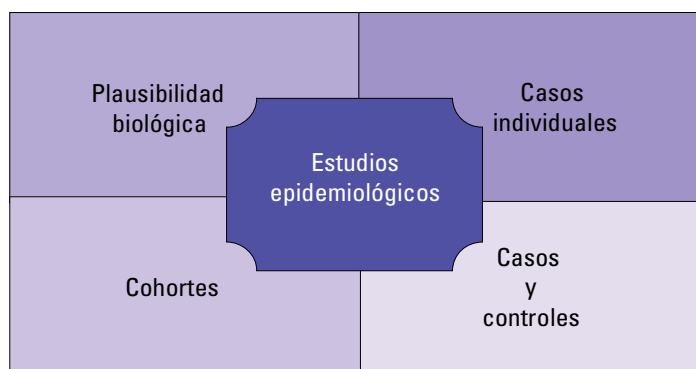 Plausibilidad
biológica
Casos
individuales
Estudios
epidemiológicos
Cohortes
Casos
y
controles